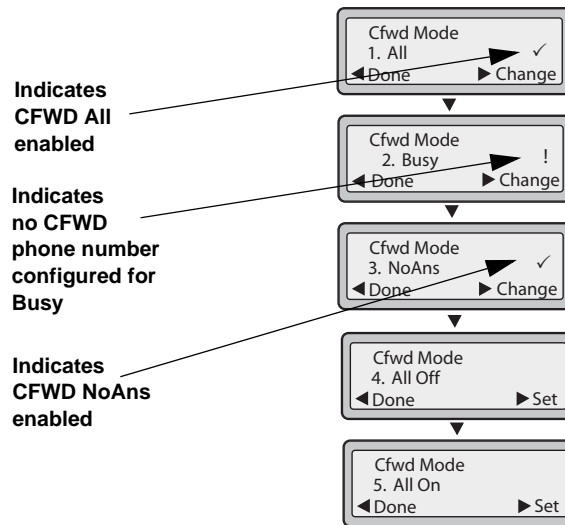 Cfwd Mode
1. All ✓
◀Done ▶Change
Indicates
CFWD All
enabled
Cfwd Mode
2. Busy !
◀Done ▶Change
Indicates
no CFWD
phone number
configured for
Busy
Cfwd Mode
3. NoAns ✓
◀Done ▶Change
Indicates
CFWD NoAns
enabled
Cfwd Mode
4. All Off
◀Done ▶Set
Cfwd Mode
5. All On
◀Done ▶Set